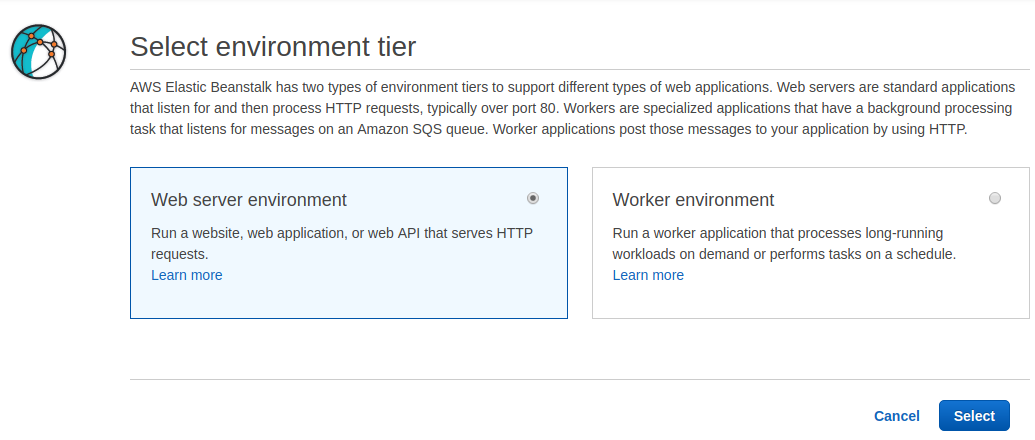 Select environment tier
AWS Elastic Beanstalk has two types of environment tiers to support different types of web applications. Web servers are standard applications
that listen for and then process HTTP requests, typically over port 80. Workers are specialized applications that have a background processing
task that listens for messages on an Amazon SQS queue. Worker applications post those messages to your application by using HTTP.
Web server environment
Run a website, web application, or web API that serves HTTP
requests.
Learn more
Worker environment
Run a worker application that processes long-running
workloads on demand or performs tasks on a schedule.
Learn more
Cancel
Select